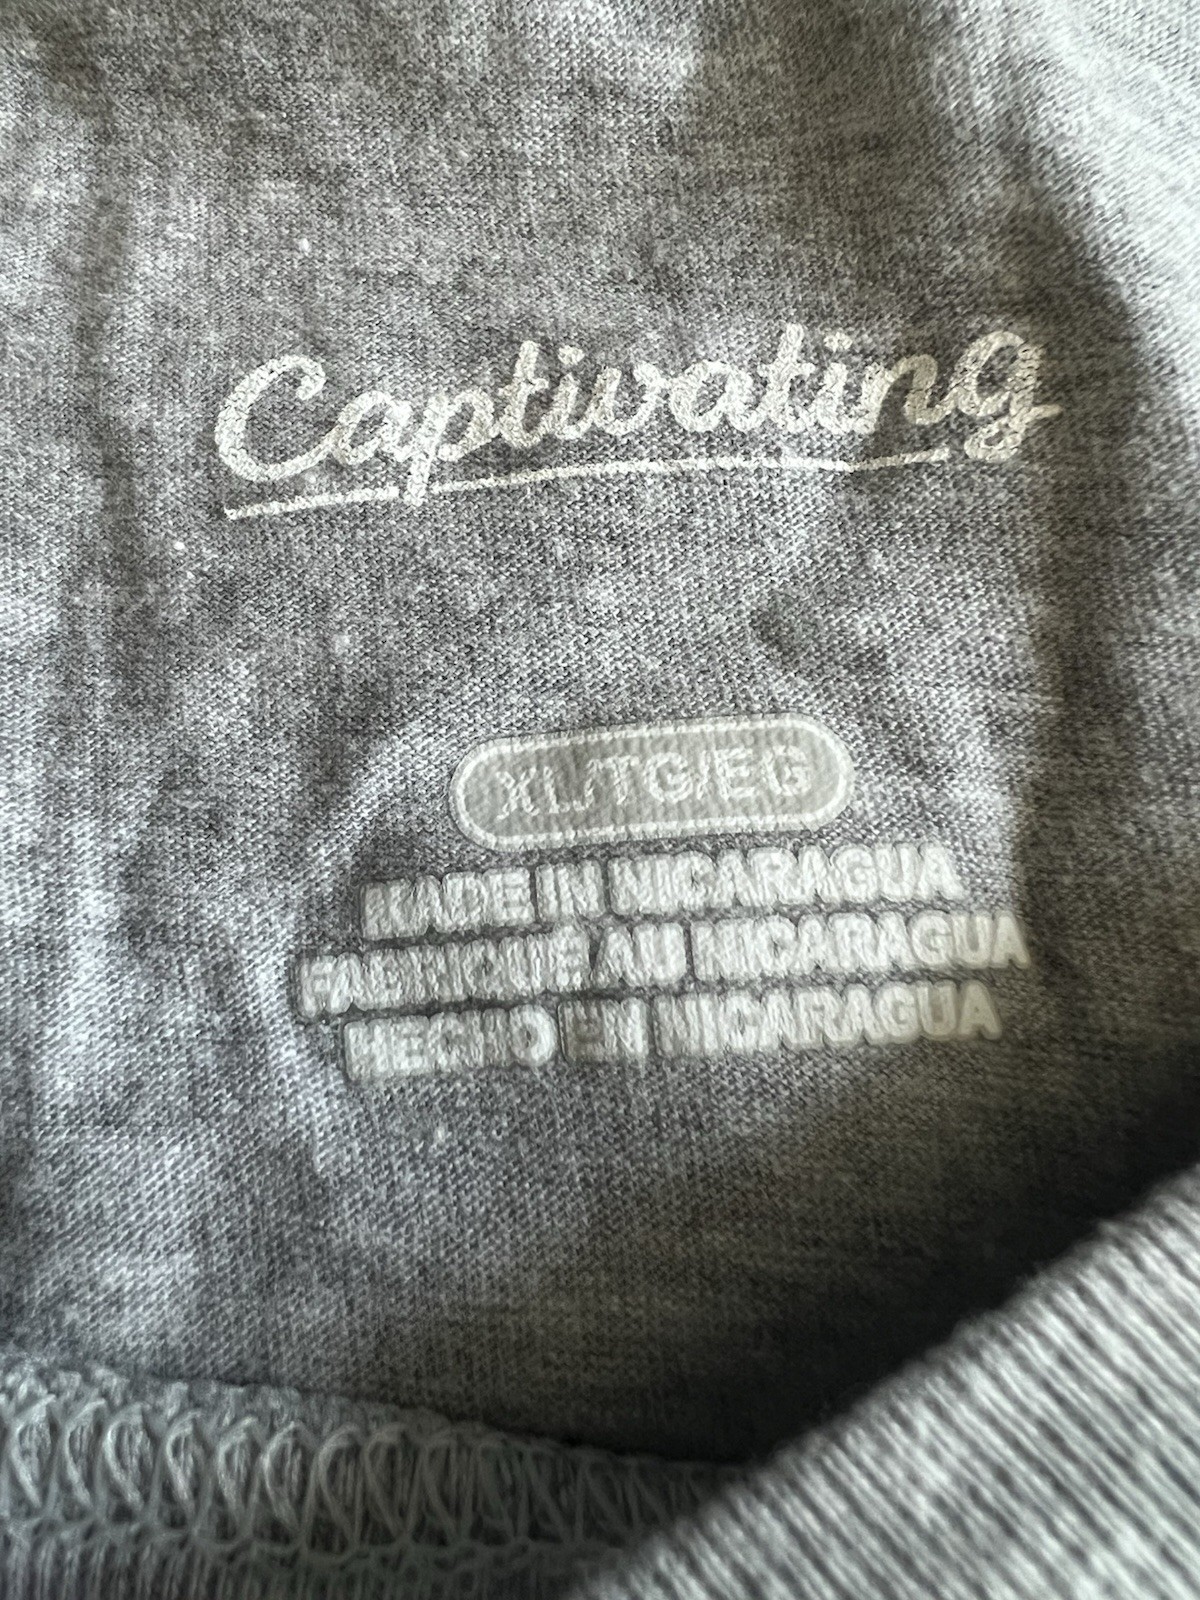 Captivating
XL/TG/EG
MADE IN NICARAGUA
FABRIQUÉ AU NICARAGUA
HECHO EN NICARAGUA